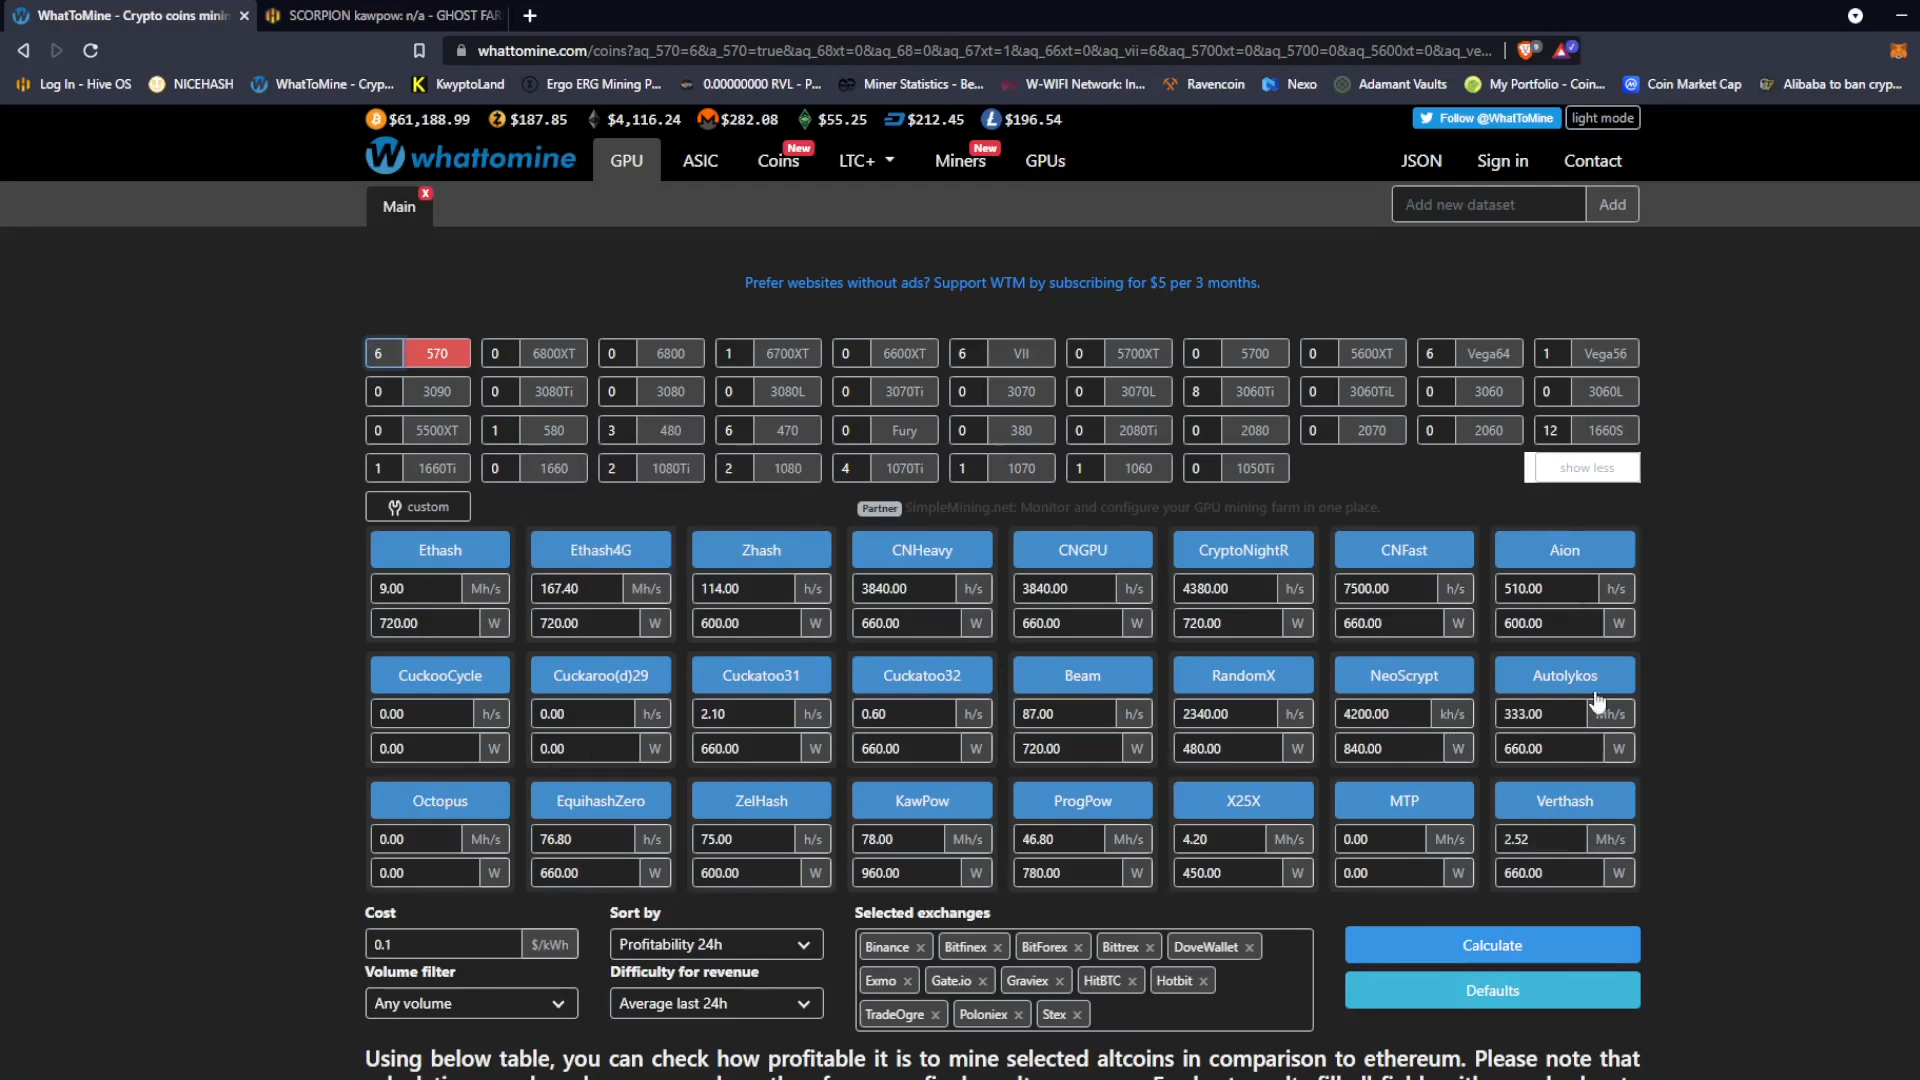 WhatToMine - Crypto coins minin
SCORPION kawpow: n/a - GHOST FAR
whattomine.com/coins?aq_570=6&a_570=true&aq_68xt=0&aq_68=0&aq_67xt=1&aq_66xt=0&aq_vii=6&aq_5700xt=0&aq_5700=0&aq_5600xt=0&aq_ve...
Log In - Hive OS NICEHASH WhatToMine - Cryp... KwyptoLand Ergo ERG Mining P... 0.00000000 RVL - P... Miner Statistics - Be... W-WIFI Network: In... Ravencoin Nexo Adamant Vaults My Portfolio - Coin... Coin Market Cap Alibaba to ban cryp...
$61,188.99 $187.85 $4,116.24 $282.08 $55.25 $212.45 $196.54 Follow @WhatToMine light mode
whattomine GPU ASIC Coins New LTC+ Miners New GPUs JSON Sign in Contact
Main x Add new dataset Add
Prefer websites without ads? Support WTM by subscribing for $5 per 3 months.
6 570 0 6800XT 0 6800 1 6700XT 0 6600XT 6 VII 0 5700XT 0 5700 0 5600XT 6 Vega64 1 Vega56
0 3090 0 3080Ti 0 3080 0 3080L 0 3070Ti 0 3070 0 3070L 8 3060Ti 0 3060TiL 0 3060 0 3060L
0 5500XT 1 580 3 480 6 470 0 Fury 0 380 0 2080Ti 0 2080 0 2070 0 2060 12 1660S
1 1660Ti 0 1660 2 1080Ti 2 1080 4 1070Ti 1 1070 1 1060 0 1050Ti show less
custom Partner SimpleMining.net: Monitor and configure your GPU mining farm in one place.
Ethash Ethash4G Zhash CNHeavy CNGPU CryptoNightR CNFast Aion
9.00 Mh/s 167.40 Mh/s 114.00 h/s 3840.00 h/s 3840.00 h/s 4380.00 h/s 7500.00 h/s 510.00 h/s
720.00 W 720.00 W 600.00 W 660.00 W 660.00 W 720.00 W 660.00 W 600.00 W
CuckooCycle Cuckaroo(d)29 Cuckatoo31 Cuckatoo32 Beam RandomX NeoScrypt Autolykos
0.00 h/s 0.00 h/s 2.10 h/s 0.60 h/s 87.00 h/s 2340.00 h/s 4200.00 kh/s 333.00 Mh/s
0.00 W 0.00 W 660.00 W 660.00 W 720.00 W 480.00 W 840.00 W 660.00 W
Octopus EquihashZero ZelHash KawPow ProgPow X25X MTP Verthash
0.00 Mh/s 76.80 h/s 75.00 h/s 78.00 Mh/s 46.80 Mh/s 4.20 Mh/s 0.00 Mh/s 2.52 Mh/s
0.00 W 660.00 W 600.00 W 960.00 W 780.00 W 450.00 W 0.00 W 660.00 W
Cost Sort by Selected exchanges
0.1 $/kWh Profitability 24h Binance × Bitfinex × BitForex × Bittrex × DoveWallet × Calculate
Volume filter Difficulty for revenue Exmo × Gate.io × Graviex × HitBTC × Hotbit × Defaults
Any volume Average last 24h TradeOgre × Poloniex × Stex ×
Using below table, you can check how profitable it is to mine selected altcoins in comparison to ethereum. Please note that